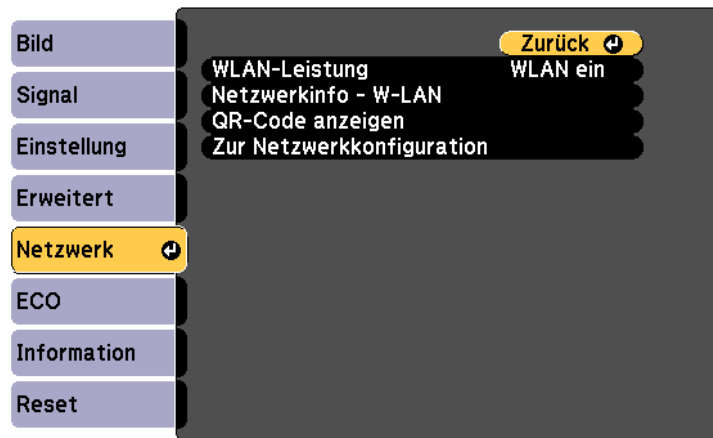 Bild
Signal
Einstellung
Erweitert
Netzwerk
ECO
Information
Reset
Zurück
WLAN-Leistung WLAN ein
Netzwerkinfo - W-LAN
QR-Code anzeigen
Zur Netzwerkkonfiguration